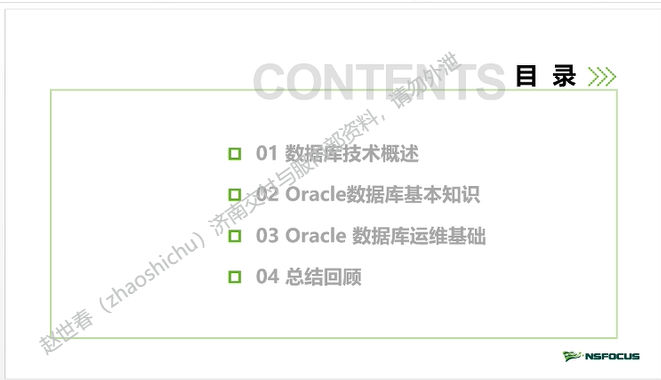 CONTENTS 目 录
01 数据库技术概述
02 Oracle数据库基本知识
03 Oracle 数据库运维基础
04 总结回顾
赵世春（zhaoshichu）济南交付与服务部资料，请勿外泄
NSFOCUS